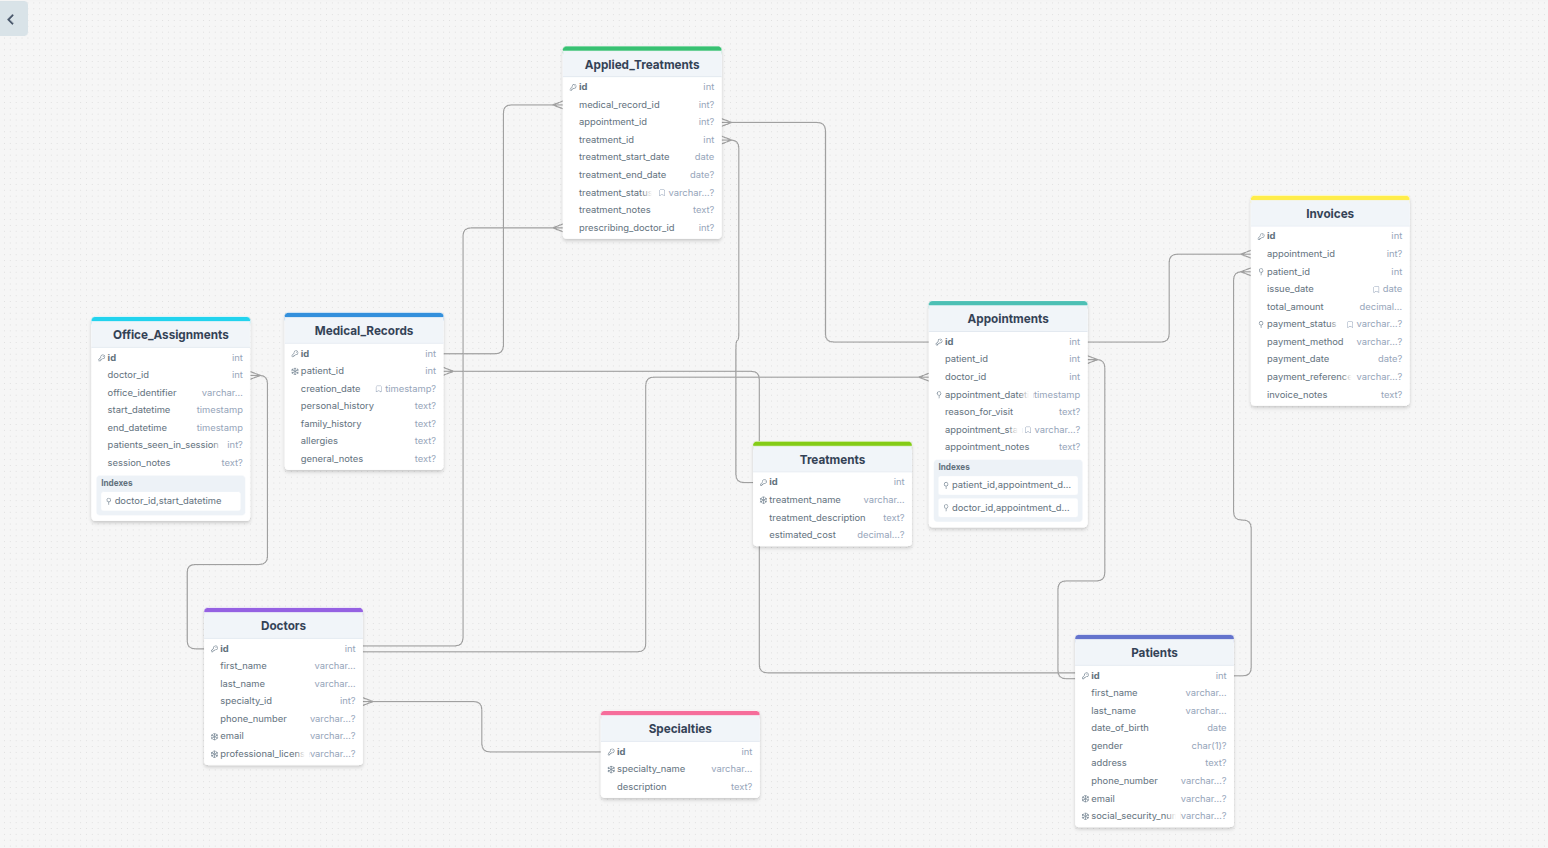 Applied_Treatments
id int
medical_record_id int?
appointment_id int?
treatment_id int
treatment_start_date date
treatment_end_date date?
treatment_statu varchar...?
treatment_notes text?
prescribing_doctor_id int?
Invoices
id int
appointment_id int?
patient_id int
issue_date date
total_amount decimal...
payment_status varchar...?
payment_method varchar...?
payment_date date?
payment_referenc varchar...?
invoice_notes text?
Office_Assignments
id int
doctor_id int
office_identifier varchar...
start_datetime timestamp
end_datetime timestamp
patients_seen_in_session int?
session_notes text?
Indexes
doctor_id,start_datetime
Medical_Records
id int
patient_id int
creation_date timestamp?
personal_history text?
family_history text?
allergies text?
general_notes text?
Appointments
id int
patient_id int
doctor_id int
appointment_datet timestamp
reason_for_visit text?
appointment_sta varchar...?
appointment_notes text?
Indexes
patient_id,appointment_d...
doctor_id,appointment_d...
Treatments
id int
treatment_name varchar...
treatment_description text?
estimated_cost decimal...?
Doctors
id int
first_name varchar...
last_name varchar...
specialty_id int?
phone_number varchar...?
email varchar...?
professional_licens varchar...?
Specialties
id int
specialty_name varchar...
description text?
Patients
id int
first_name varchar...
last_name varchar...
date_of_birth date
gender char(1)?
address text?
phone_number varchar...?
email varchar...?
social_security_nu varchar...?